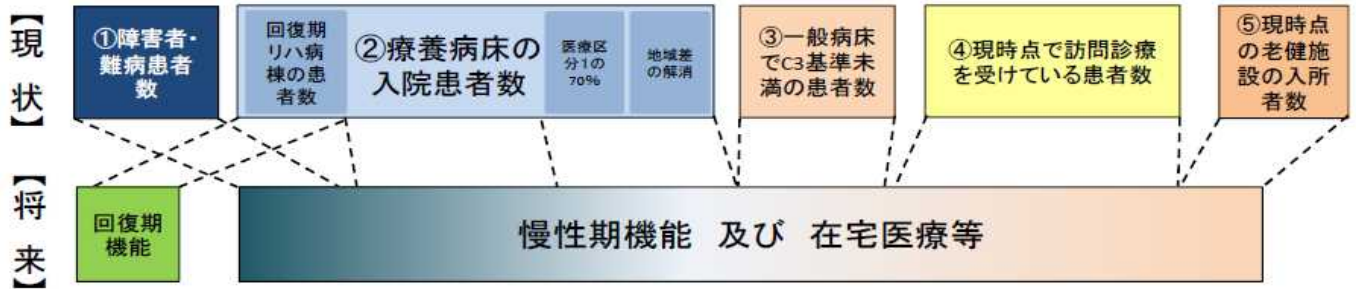 【現状】
①障害者・
難病患者
数
回復期
リハ病
棟の患
者数
②療養病床の
入院患者数
医療区
分1の
70%
地域差
の解消
③一般病床
でC3基準未
満の患者数
④現時点で訪問診療
を受けている患者数
⑤現時点
の老健施
設の入所
者数
【将来】
回復期
機能
慢性期機能 及び 在宅医療等